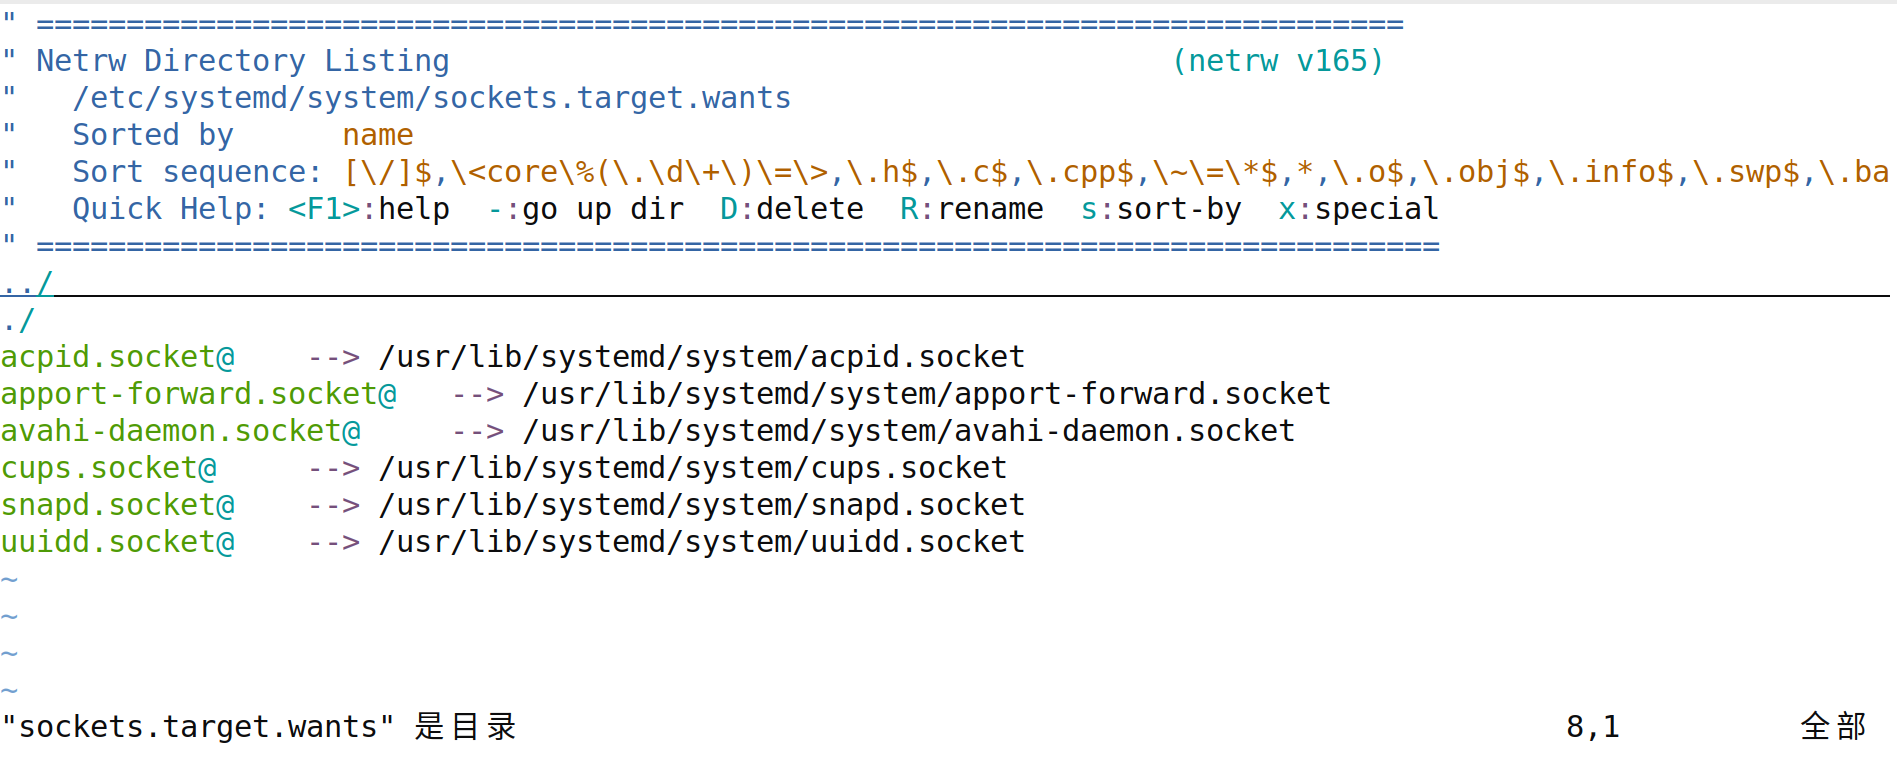 " ============================================================================
" Netrw Directory Listing                                        (netrw v165)
"   /etc/systemd/system/sockets.target.wants
"   Sorted by      name
"   Sort sequence: [\/]$,\<core\%(\.\d\+\)\=\>,\.h$,\.c$,\.cpp$,\~\=\*$,*,\.o$,\.obj$,\.info$,\.swp$,\.ba
"   Quick Help: <F1>:help  -:go up dir  D:delete  R:rename  s:sort-by  x:special
" ==============================================================================
../
./
acpid.socket@    --> /usr/lib/systemd/system/acpid.socket
apport-forward.socket@   --> /usr/lib/systemd/system/apport-forward.socket
avahi-daemon.socket@     --> /usr/lib/systemd/system/avahi-daemon.socket
cups.socket@     --> /usr/lib/systemd/system/cups.socket
snapd.socket@    --> /usr/lib/systemd/system/snapd.socket
uuidd.socket@    --> /usr/lib/systemd/system/uuidd.socket
~
~
~
~
"sockets.target.wants" 是目录                                                          8,1          全部